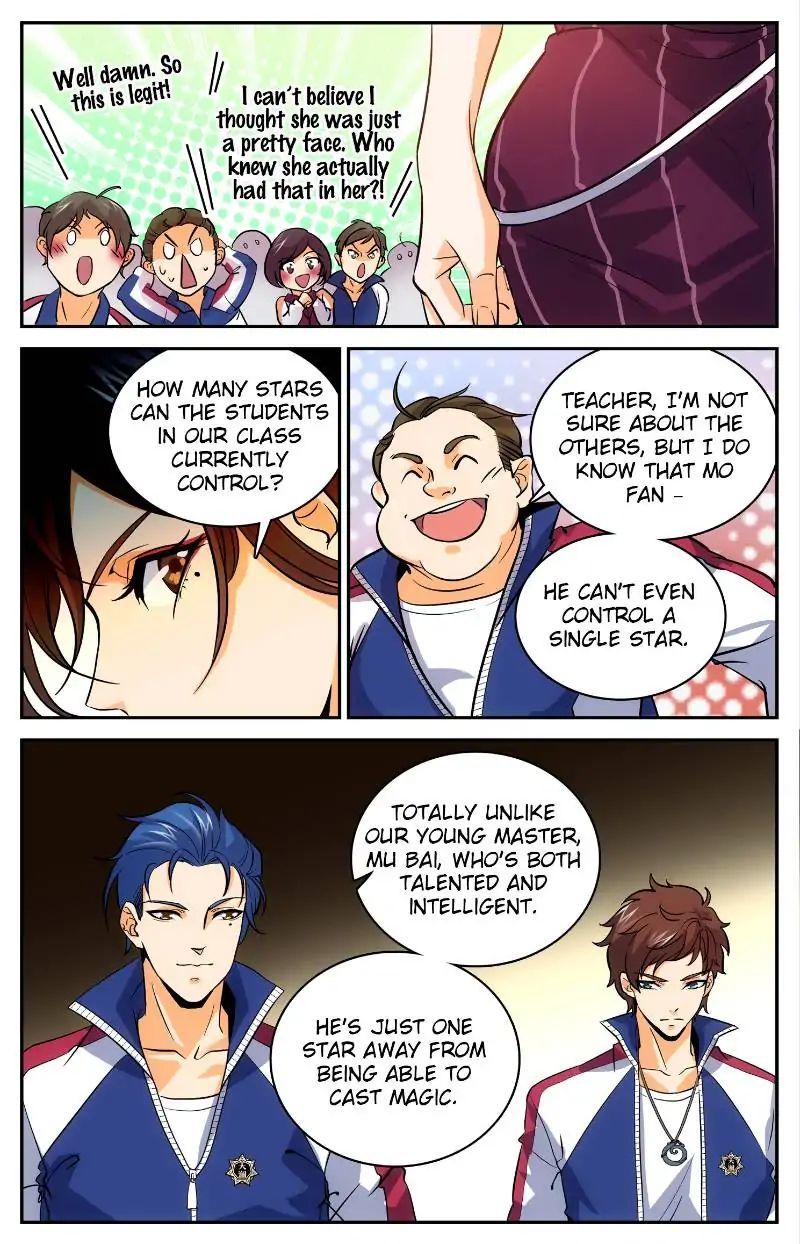 Well damn. So
this is legit!
I can't believe I
thought she was just
a pretty face. Who
knew she actually
had that in her?!
HOW MANY STARS
CAN THE STUDENTS
IN OUR CLASS
CURRENTLY
CONTROL?
TEACHER, I'M NOT
SURE ABOUT THE
OTHERS, BUT I DO
KNOW THAT MO
FAN –
HE CAN'T EVEN
CONTROL A
SINGLE STAR.
TOTALLY UNLIKE
OUR YOUNG MASTER,
MU BAI, WHO'S BOTH
TALENTED AND
INTELLIGENT.
HE'S JUST ONE
STAR AWAY FROM
BEING ABLE TO
CAST MAGIC.